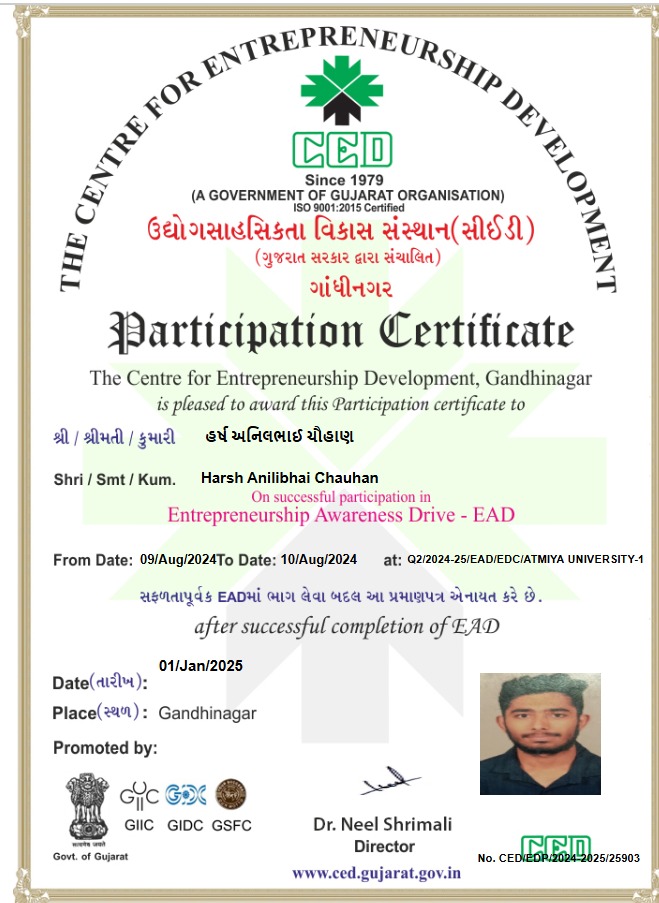 THE CENTRE FOR ENTREPRENEURSHIP DEVELOPMENT
CED
Since 1979
(A GOVERNMENT OF GUJARAT ORGANISATION)
ISO 9001:2015 Certified
ઉદ્યોગસાહસિકતા વિકાસ સંસ્થાન(સીઈડી)
(ગુજરાત સરકાર દ્વારા સંચાલિત)
ગાંધીનગર
Participation Certificate
The Centre for Entrepreneurship Development, Gandhinagar
is pleased to award this Participation certificate to
શ્રી / શ્રીમતી / કુમારી હર્ષ અનિલભાઈ ચૌહાણ
Shri / Smt / Kum. Harsh Anilibhai Chauhan
On successful participation in
Entrepreneurship Awareness Drive - EAD
From Date: 09/Aug/2024To Date: 10/Aug/2024 at: Q2/2024-25/EAD/EDC/ATMIYA UNIVERSITY-1
સફળતાપૂર્વક EADમાં ભાગ લેવા બદલ આ પ્રમાણપત્ર એનાયત કરે છે.
after successful completion of EAD
01/Jan/2025
Date(તારીખ):
Place(સ્થળ): Gandhinagar
Promoted by:
सत्यमेव जयते
GIIC GIDC GSFC
Govt. of Gujarat
Dr. Neel Shrimali
Director
www.ced.gujarat.gov.in
CED
No. CED/EDP/2024-2025/25903